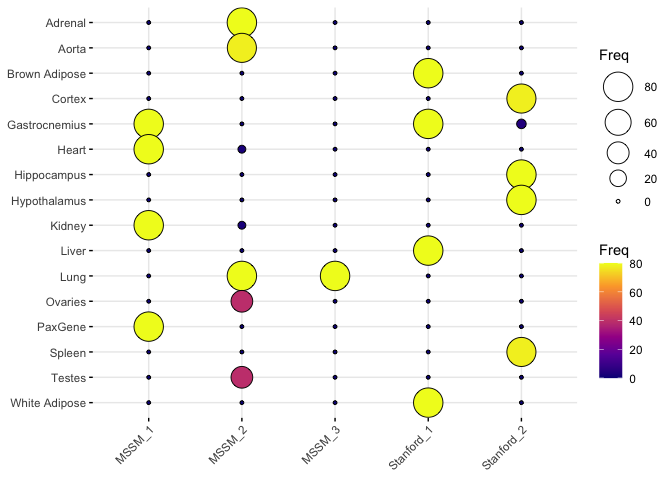 Adrenal
Aorta
Brown Adipose
Cortex
Gastrocnemius
Heart
Hippocampus
Hypothalamus
Kidney
Liver
Lung
Ovaries
PaxGene
Spleen
Testes
White Adipose
MSSM_1
MSSM_2
MSSM_3
Stanford_1
Stanford_2
Freq
80
60
40
20
0
Freq
80
60
40
20
0